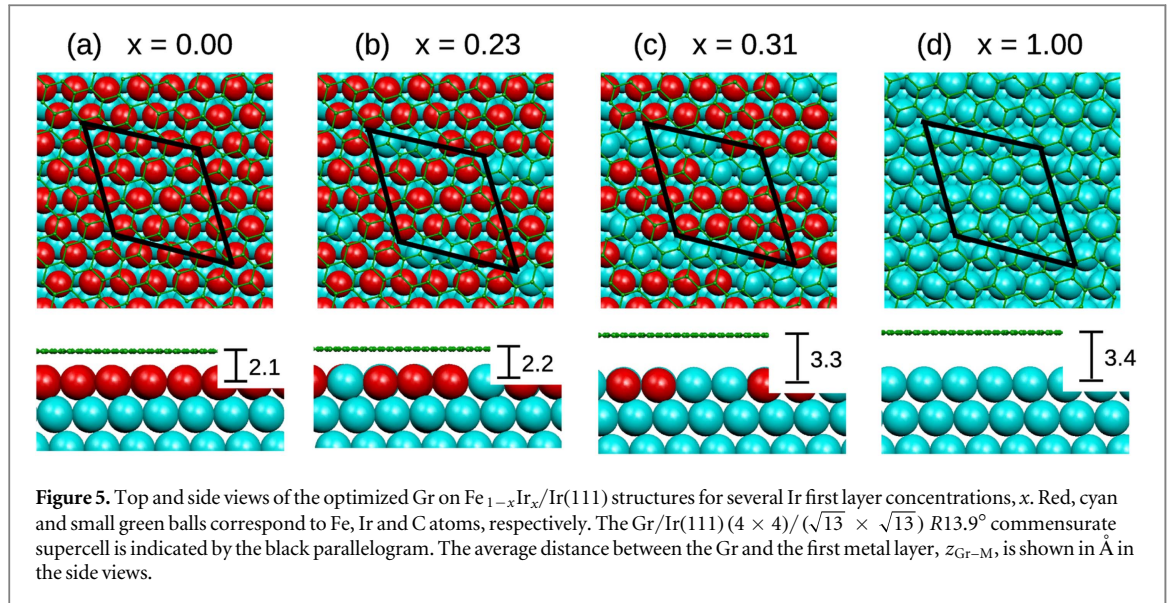 (a) x = 0.00 (b) x = 0.23 (c) x = 0.31 (d) x = 1.00
2.1 2.2 3.3 3.4
Figure 5. Top and side views of the optimized Gr on Fe₁₋ₓIrₓ/Ir(111) structures for several Ir first layer concentrations, x. Red, cyan
and small green balls correspond to Fe, Ir and C atoms, respectively. The Gr/Ir(111) (4 × 4)/(√13 × √13) R13.9° commensurate
supercell is indicated by the black parallelogram. The average distance between the Gr and the first metal layer, z_Gr–M, is shown in Å in
the side views.